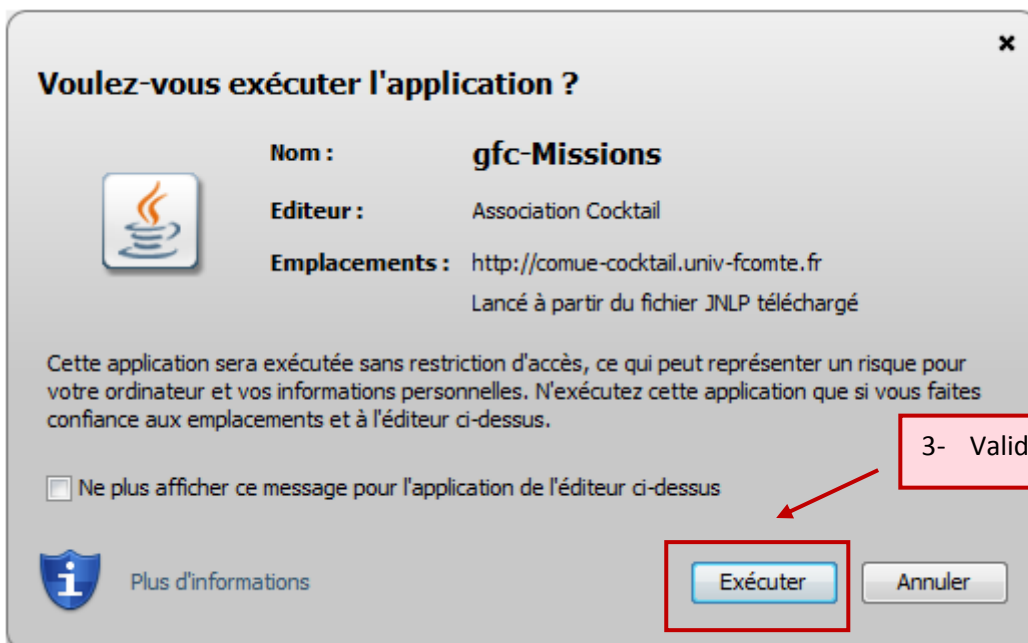 Voulez-vous exécuter l'application ?
Nom : gfc-Missions
Editeur : Association Cocktail
Emplacements : http://comue-cocktail.univ-fcomte.fr
Lancé à partir du fichier JNLP téléchargé
Cette application sera exécutée sans restriction d'accès, ce qui peut représenter un risque pour
votre ordinateur et vos informations personnelles. N'exécutez cette application que si vous faites
confiance aux emplacements et à l'éditeur ci-dessus.
3- Valid
Ne plus afficher ce message pour l'application de l'éditeur ci-dessus
Plus d'informations
Exécuter Annuler